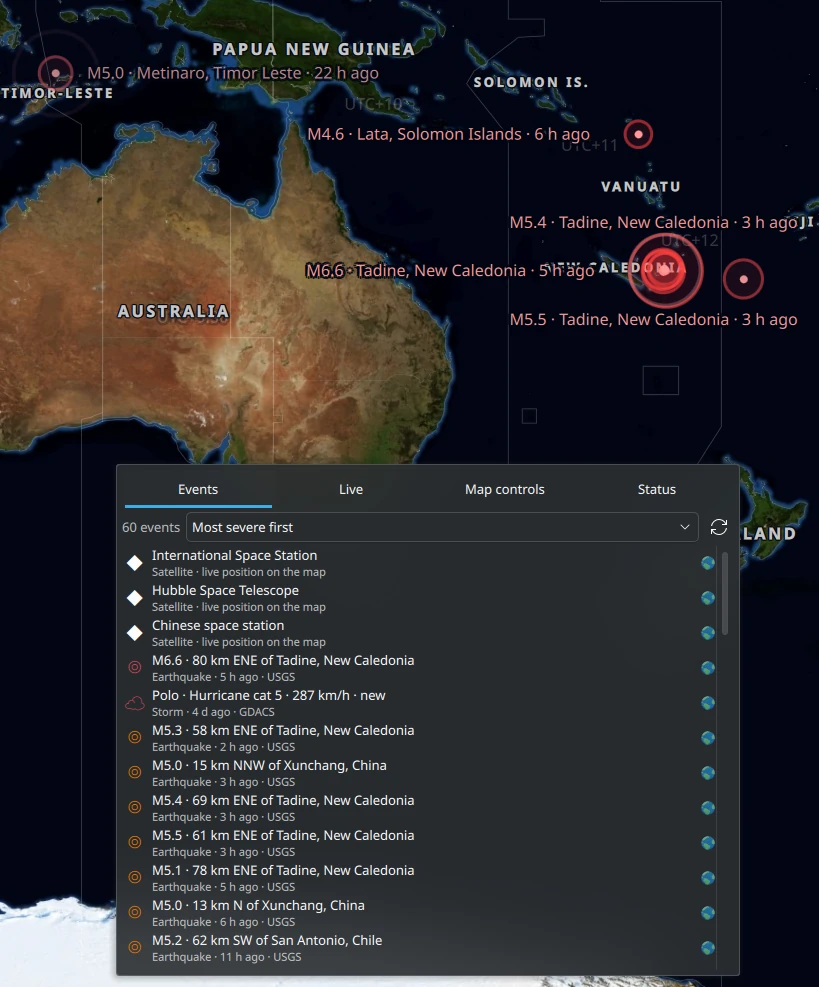 PAPUA NEW GUINEA
M5.0 · Metinaro, Timor Leste · 22 h ago
SOLOMON IS.
TIMOR-LESTE
UTC+10
M4.6 · Lata, Solomon Islands · 6 h ago
UTC+11
VANUATU
M5.4 · Tadine, New Caledonia · 3 h ago
JI
UTC+12
M6.6 · Tadine, New Caledonia · 5 h ago
NEW CALEDONIA
AUSTRALIA
M5.5 · Tadine, New Caledonia · 3 h ago
Events
Live
Map controls
Status
60 events
Most severe first
LAND
International Space Station
Satellite · live position on the map
Hubble Space Telescope
Satellite · live position on the map
Chinese space station
Satellite · live position on the map
M6.6 · 80 km ENE of Tadine, New Caledonia
Earthquake · 5 h ago · USGS
Polo · Hurricane cat 5 · 287 km/h · new
Storm · 4 d ago · GDACS
M5.3 · 58 km ENE of Tadine, New Caledonia
Earthquake · 2 h ago · USGS
M5.0 · 15 km NNW of Xunchang, China
Earthquake · 3 h ago · USGS
M5.4 · 69 km ENE of Tadine, New Caledonia
Earthquake · 3 h ago · USGS
M5.5 · 61 km ENE of Tadine, New Caledonia
Earthquake · 3 h ago · USGS
M5.1 · 78 km ENE of Tadine, New Caledonia
Earthquake · 5 h ago · USGS
M5.0 · 13 km N of Xunchang, China
Earthquake · 6 h ago · USGS
M5.2 · 62 km SW of San Antonio, Chile
Earthquake · 11 h ago · USGS